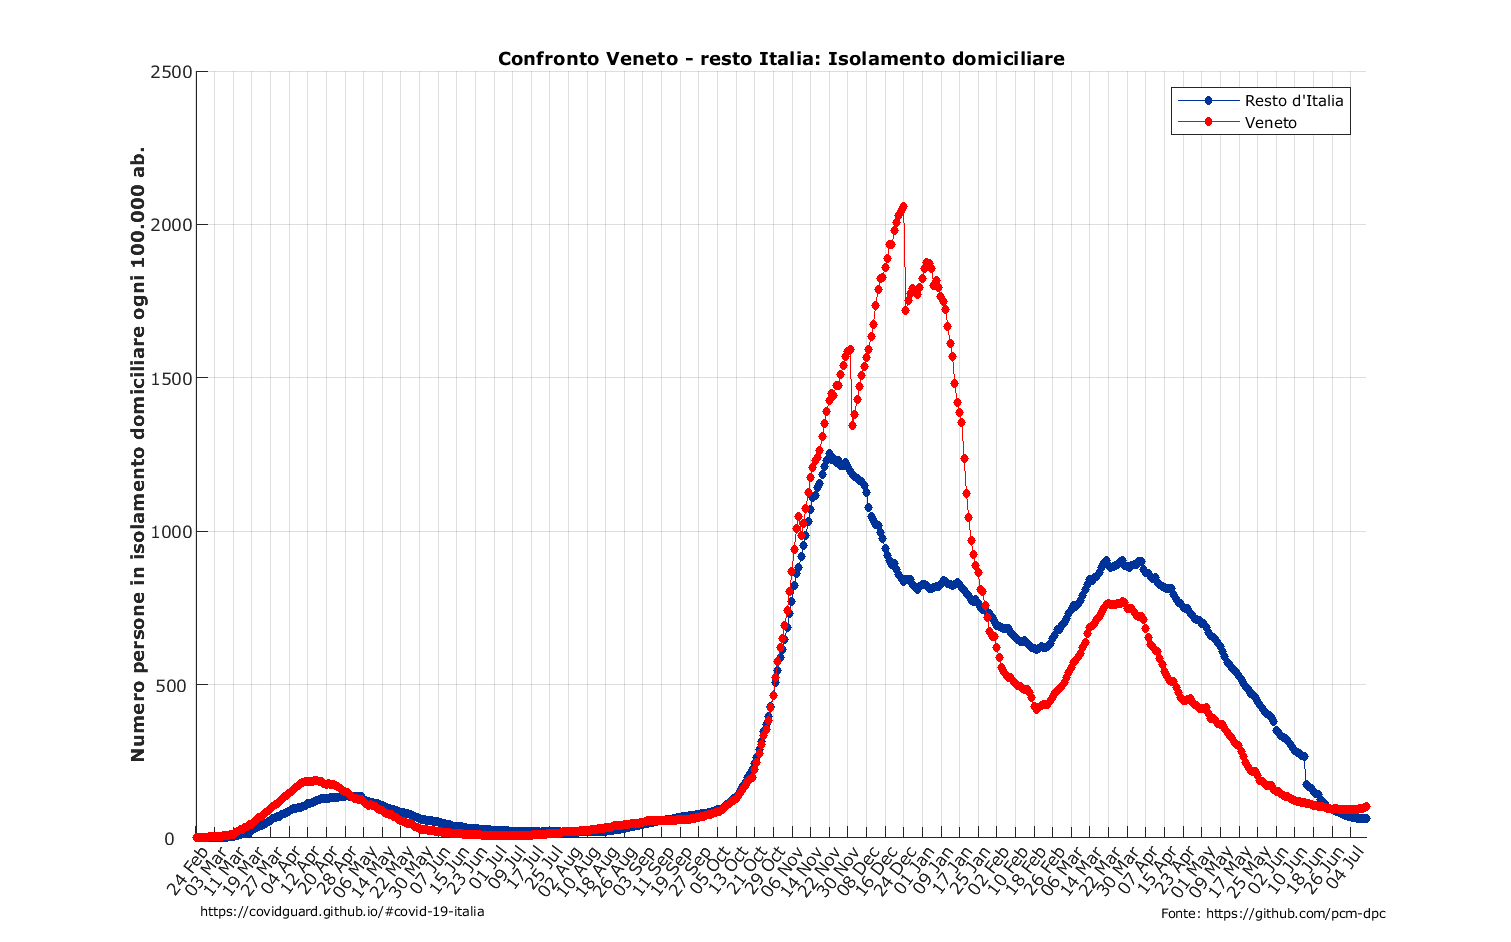 Confronto Veneto - resto Italia: Isolamento domiciliare
Numero persone in isolamento domiciliare ogni 100.000 ab.
2500
2000
1500
1000
500
0
Resto d'Italia
Veneto
24 Feb
03 Mar
11 Mar
19 Mar
27 Mar
04 Apr
12 Apr
20 Apr
28 Apr
06 May
14 May
22 May
30 May
07 Jun
15 Jun
23 Jun
01 Jul
09 Jul
17 Jul
25 Jul
02 Aug
10 Aug
18 Aug
26 Aug
03 Sep
11 Sep
19 Sep
27 Sep
05 Oct
13 Oct
21 Oct
29 Oct
06 Nov
14 Nov
22 Nov
30 Nov
08 Dec
16 Dec
24 Dec
01 Jan
09 Jan
17 Jan
25 Jan
02 Feb
10 Feb
18 Feb
26 Feb
06 Mar
14 Mar
22 Mar
30 Mar
07 Apr
15 Apr
23 Apr
01 May
09 May
17 May
25 May
02 Jun
10 Jun
18 Jun
26 Jun
04 Jul
https://covidguard.github.io/#covid-19-italia
Fonte: https://github.com/pcm-dpc